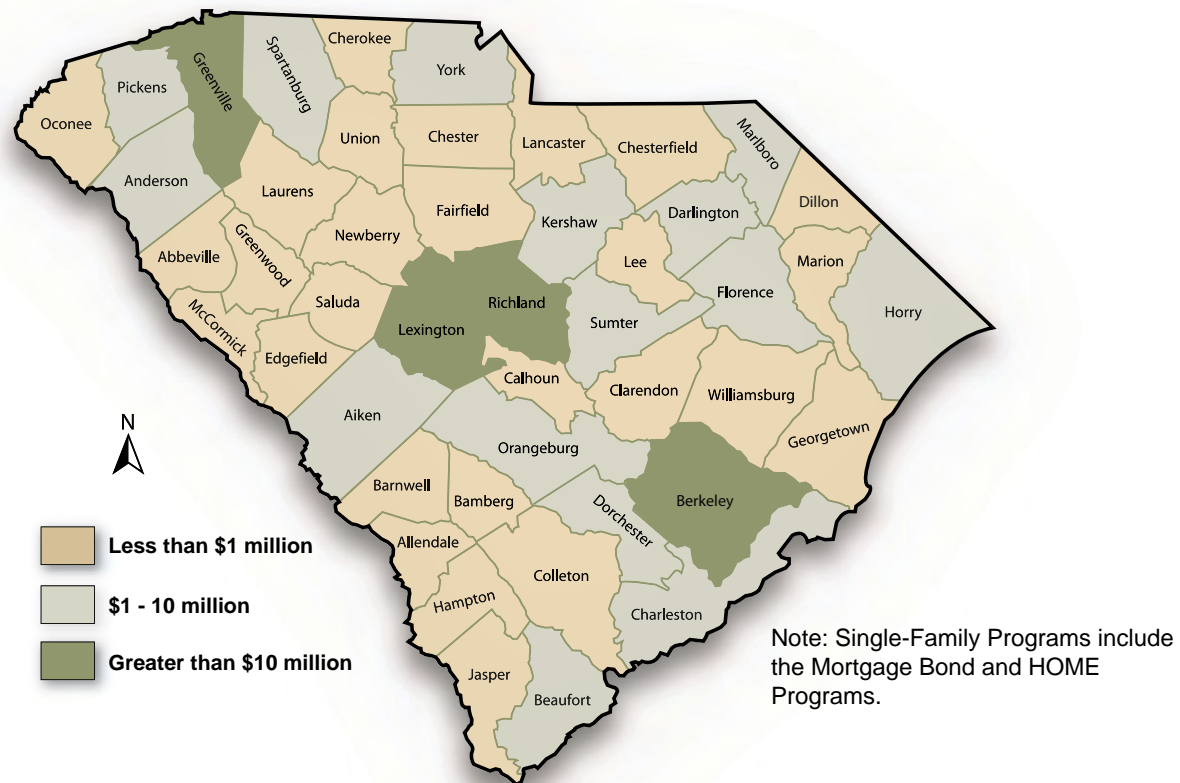 Cherokee
Spartanburg
Greenville
York
Pickens
Oconee
Union
Chester
Lancaster
Chesterfield
Marlboro
Anderson
Laurens
Fairfield
Kershaw
Darlington
Dillon
Abbeville
Greenwood
Newberry
Lee
Marion
Florence
Saluda
McCormick
Richland
Lexington
Sumter
Horry
Edgefield
Calhoun
Clarendon
Williamsburg
Aiken
Georgetown
N
Orangeburg
Barnwell
Bamberg
Berkeley
Dorchester
Allendale
Less than $1 million
Colleton
Hampton
$1 - 10 million
Charleston
Note: Single-Family Programs include
the Mortgage Bond and HOME
Programs.
Greater than $10 million
Jasper
Beaufort